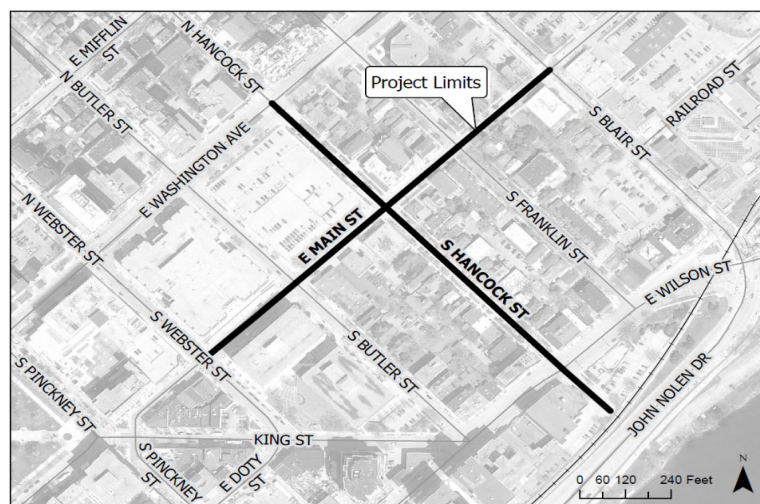 E MIFFLIN
ST
N HANCOCK ST
N BUTLER ST
Project Limits
RAILROAD ST
S BLAIR ST
E WASHINGTON AVE
N WEBSTER ST
S FRANKLIN ST
E MAIN ST
S HANCOCK ST
E WILSON ST
S WEBSTER ST
S BUTLER ST
S PINCKNEY ST
JOHN NOLEN DR
KING ST
S PINCKNEY
ST
E DOTY
ST
N
0 60 120 240 Feet